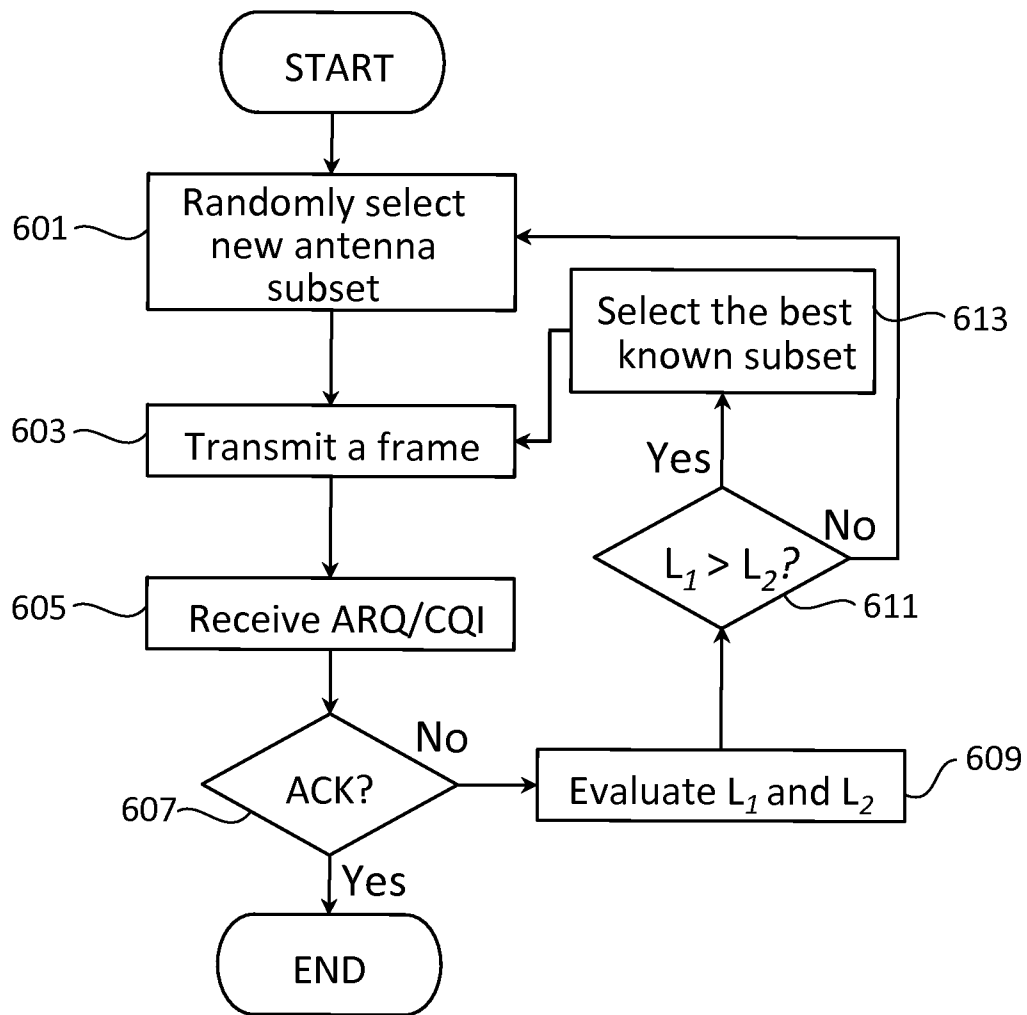 START
601
Randomly select
new antenna
subset
Select the best
known subset
613
603
Transmit a frame
Yes
No
L1 > L2?
611
605
Receive ARQ/CQI
No
ACK?
607
Evaluate L1 and L2
609
Yes
END